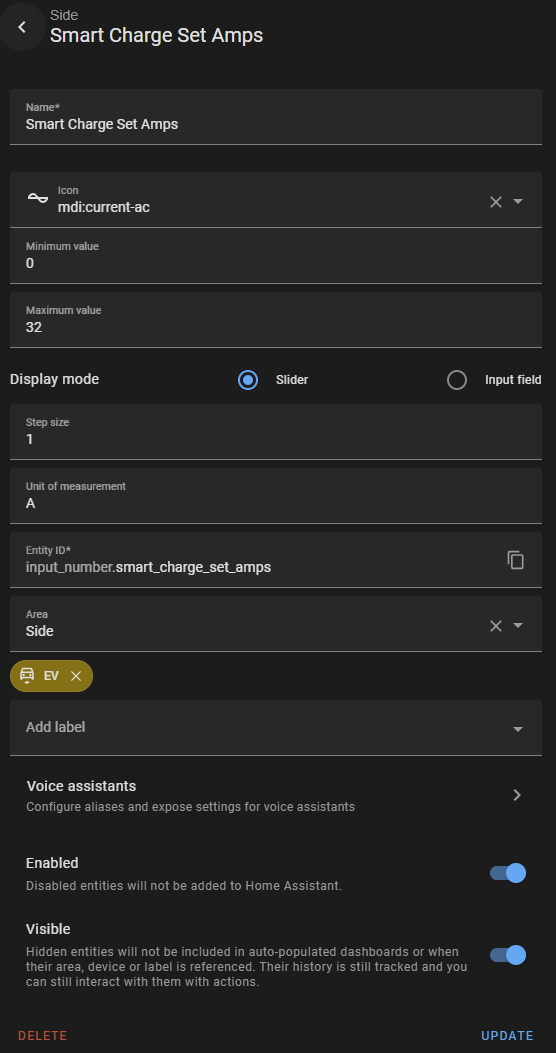 Side
Smart Charge Set Amps
Name*
Smart Charge Set Amps
Icon
mdi:current-ac
Minimum value
0
Maximum value
32
Display mode
Slider
Input field
Step size
1
Unit of measurement
A
Entity ID*
input_number.smart_charge_set_amps
Area
Side
EV
Add label
Voice assistants
Configure aliases and expose settings for voice assistants
Enabled
Disabled entities will not be added to Home Assistant.
Visible
Hidden entities will not be included in auto-populated dashboards or when
their area, device or label is referenced. Their history is still tracked and you
can still interact with them with actions.
DELETE
UPDATE